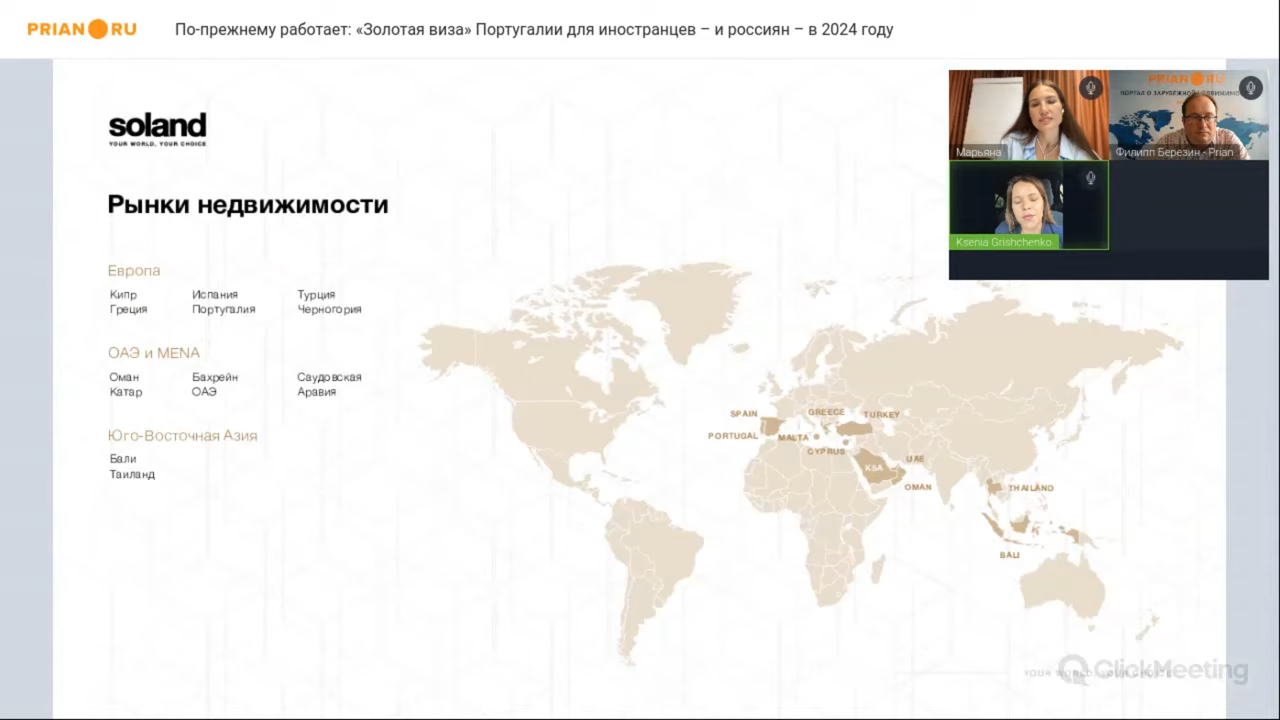 PRIAN RU
По-прежнему работает: «Золотая виза» Португалии для иностранцев – и россиян – в 2024 году
soland
YOUR WORLD, YOUR CHOICE
Рынки недвижимости
Европа
Кипр Испания Турция
Греция Португалия Черногория
ОАЭ и MENA
Оман Бахрейн Саудовская
Катар ОАЭ Аравия
Юго-Восточная Азия
Бали
Таиланд
SPAIN
GREECE
TURKEY
PORTUGAL
MALTA
CYPRUS
UAE
KSA
OMAN
THAILAND
BALI
PRIAN RU
Марьяна
Филипп Березин - Prian
Ksenia Grishchenko
ClickMeeting